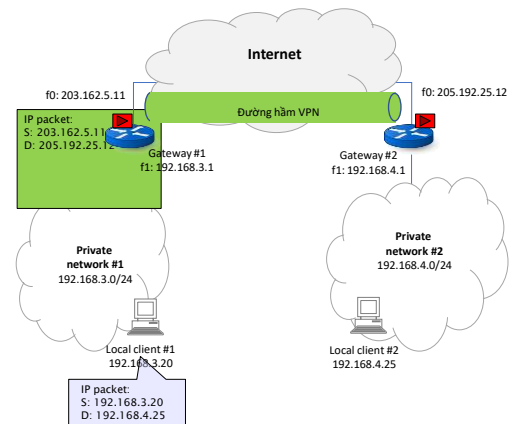 Internet
f0: 203.162.5.11
f0: 205.192.25.12
Đường hầm VPN
IP packet:
S: 203.162.5.11
D: 205.192.25.12
Gateway #1
f1: 192.168.3.1
Gateway #2
f1: 192.168.4.1
Private
network #1
192.168.3.0/24
Private
network #2
192.168.4.0/24
Local client #1
192.168.3.20
Local client #2
192.168.4.25
IP packet:
S: 192.168.3.20
D: 192.168.4.25